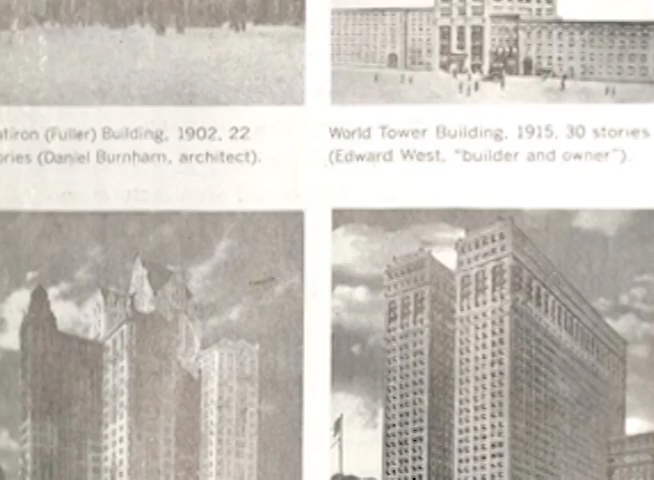 atiron (Fuller) Building, 1902, 22
ories (Daniel Burnham, architect).
World Tower Building, 1915, 30 stories
(Edward West, "builder and owner").